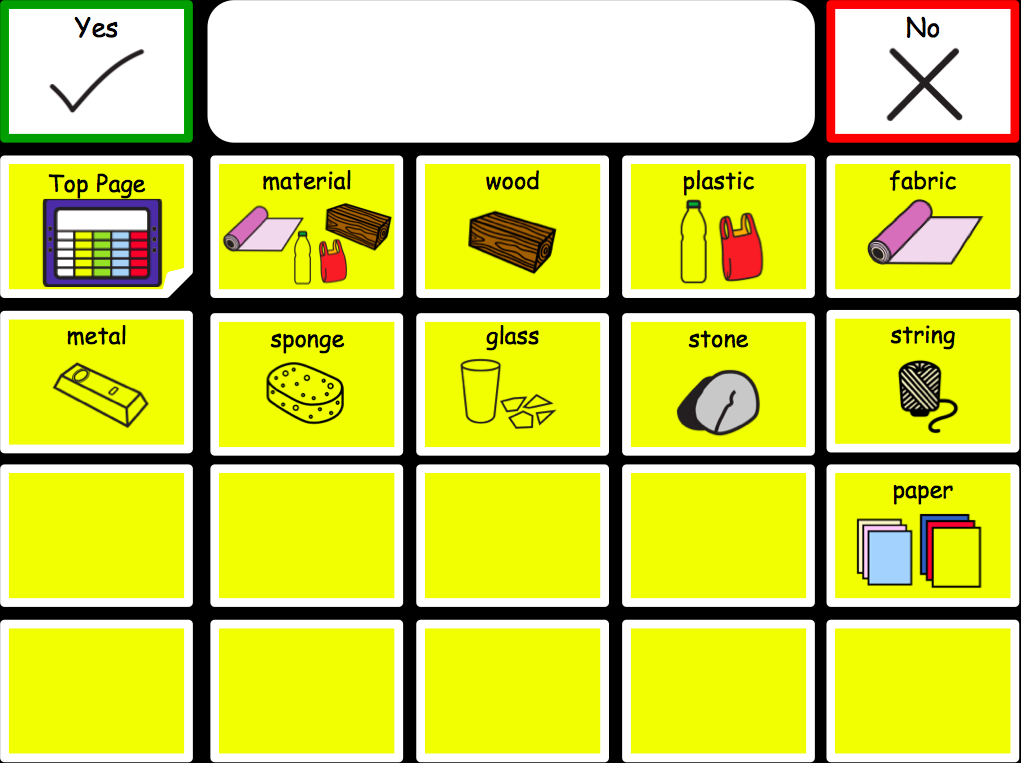 Yes
No
Top Page
material
wood
plastic
fabric
metal
sponge
glass
stone
string
paper